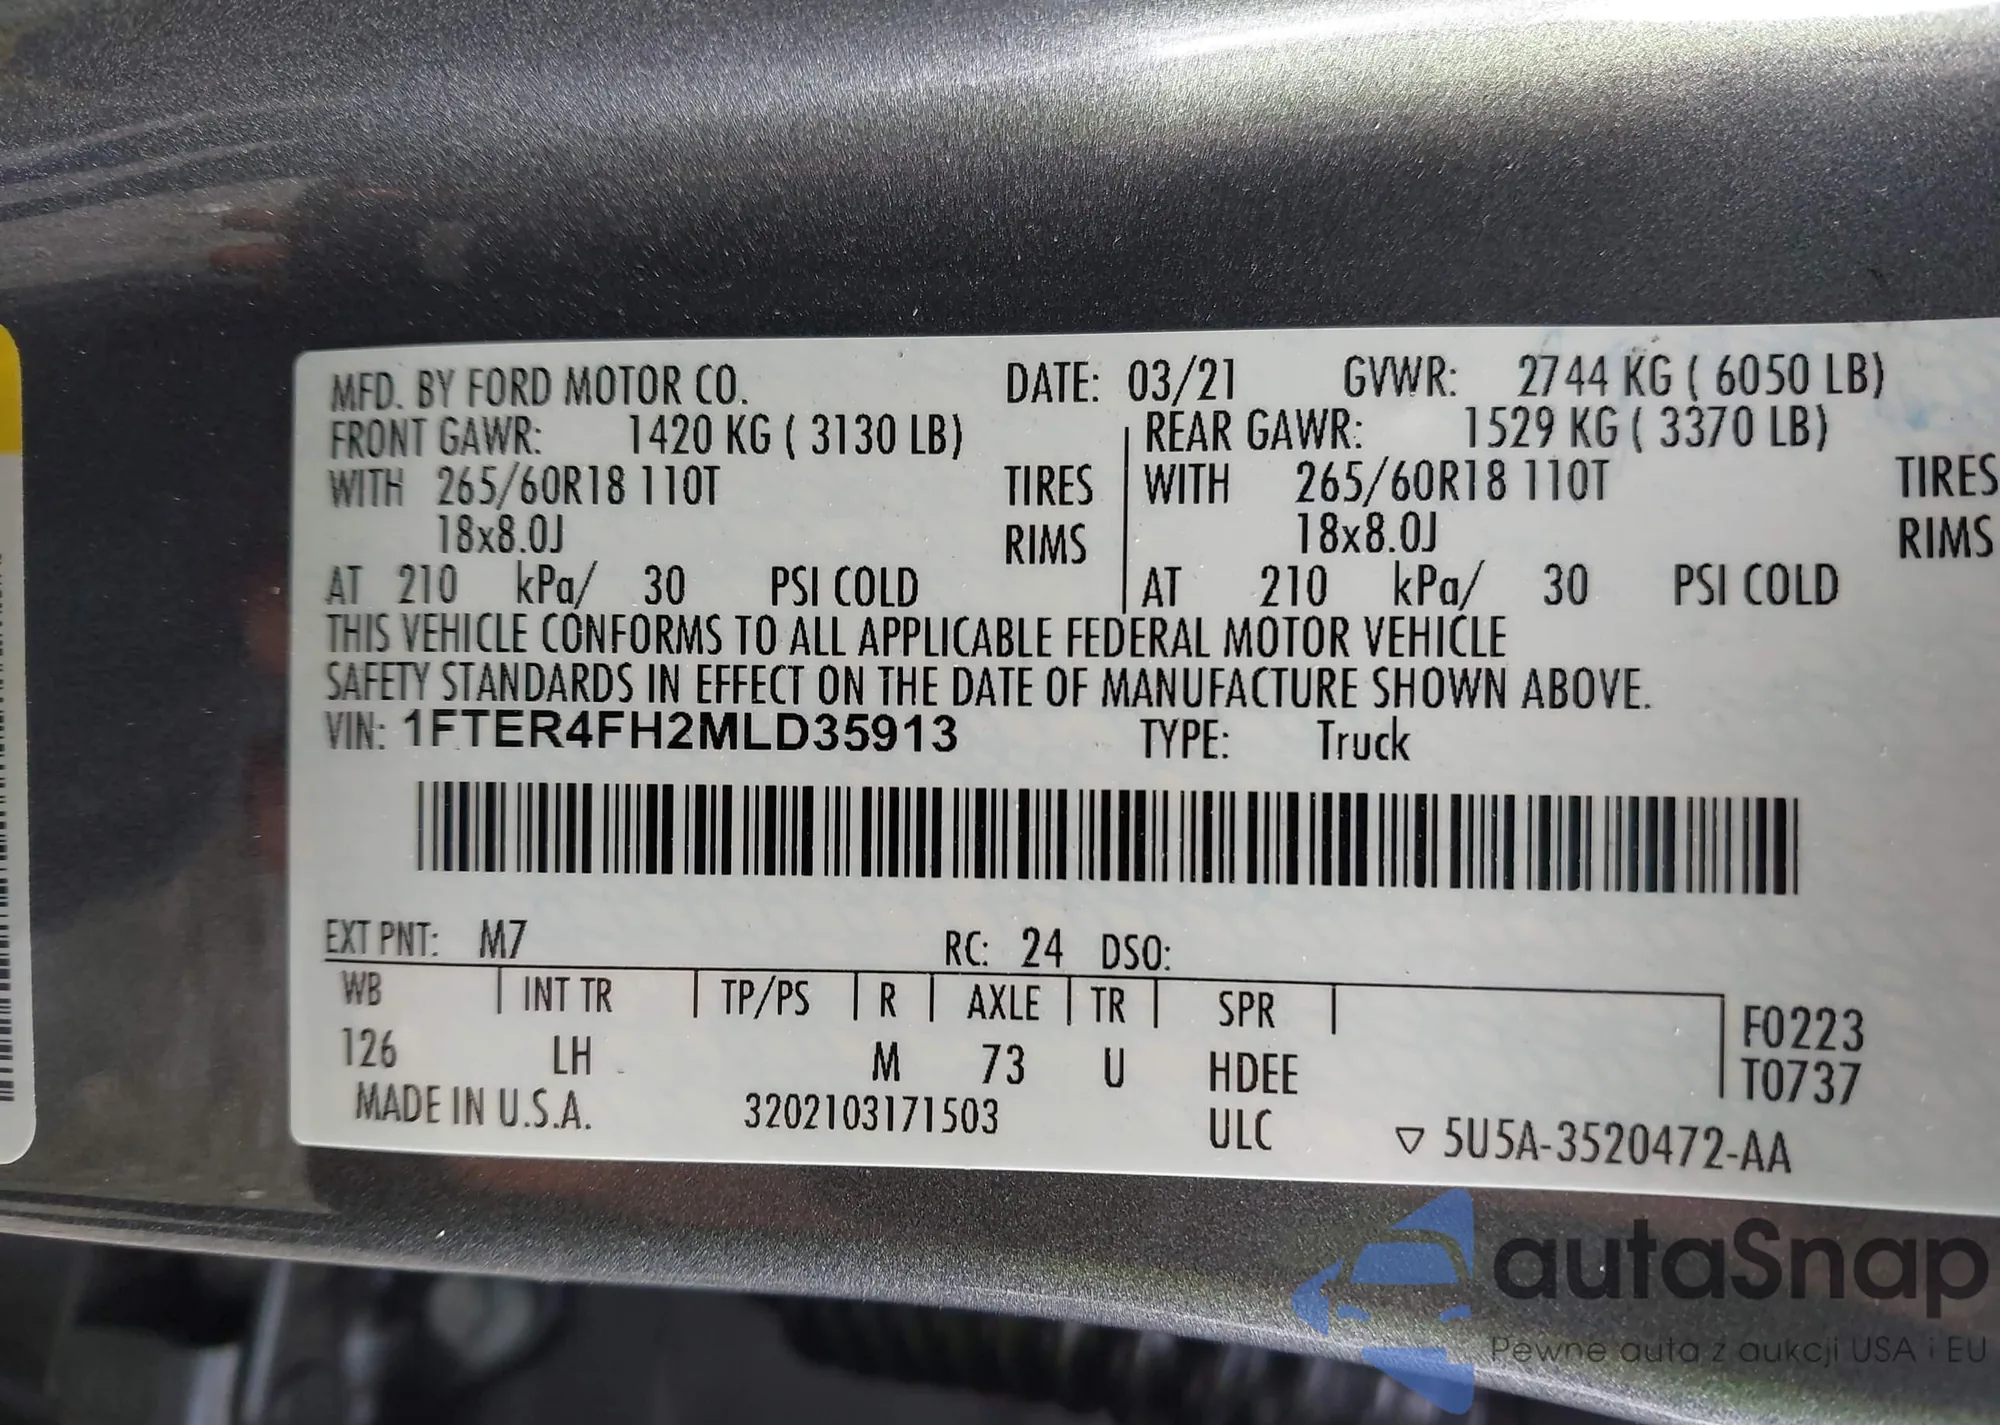 MFD. BY FORD MOTOR CO. DATE: 03/21 GVWR: 2744 KG ( 6050 LB)
FRONT GAWR: 1420 KG ( 3130 LB) REAR GAWR: 1529 KG ( 3370 LB)
WITH 265/60R18 110T TIRES WITH 265/60R18 110T TIRES
18x8.0J RIMS 18x8.0J RIMS
AT 210 kPa/ 30 PSI COLD AT 210 kPa/ 30 PSI COLD
THIS VEHICLE CONFORMS TO ALL APPLICABLE FEDERAL MOTOR VEHICLE
SAFETY STANDARDS IN EFFECT ON THE DATE OF MANUFACTURE SHOWN ABOVE.
VIN: 1FTER4FH2MLD35913 TYPE: Truck
EXT PNT: M7 RC: 24 DSO:
WB INT TR TP/PS R AXLE TR SPR F0223
126 LH M 73 U HDEE T0737
MADE IN U.S.A. 3202103171503 ULC ▽ 5U5A-3520472-AA
autaSnap
Pewne auta z aukcji USA i EU